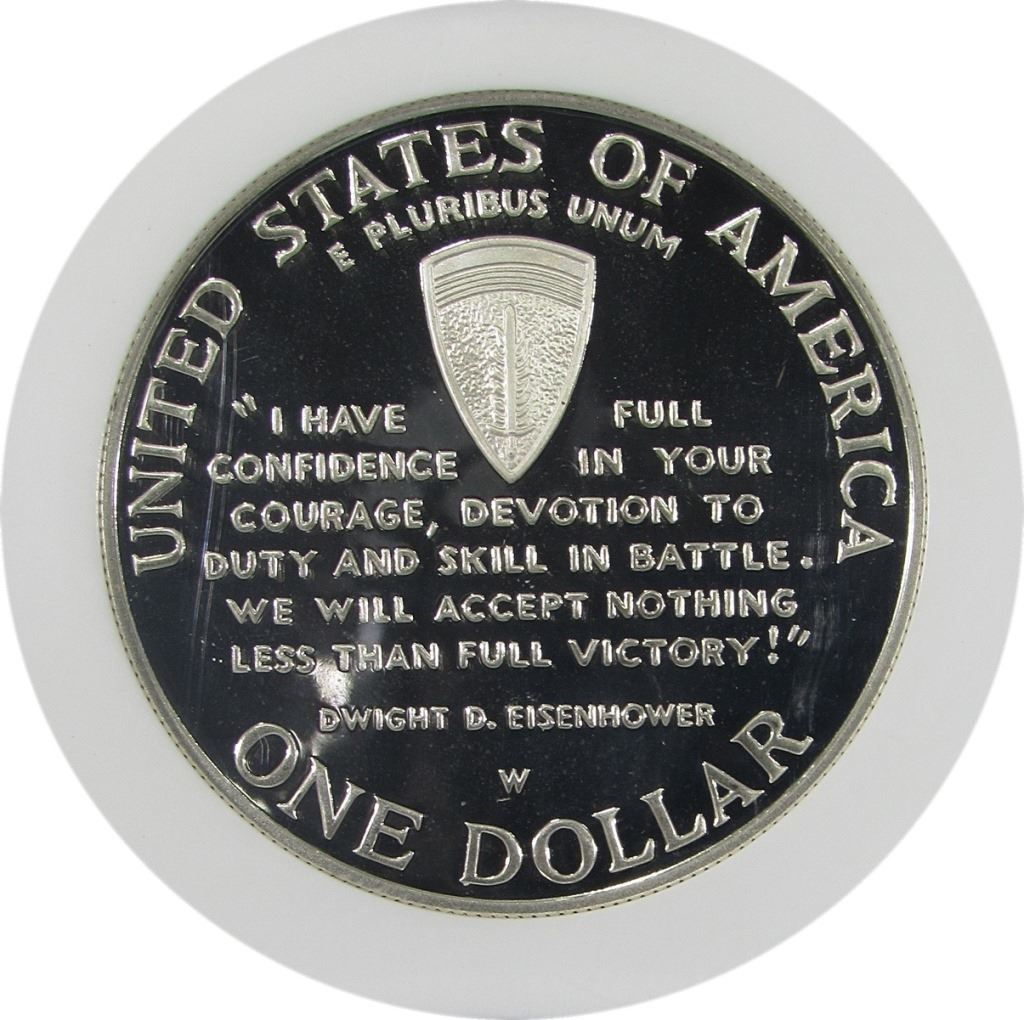 UNITED STATES OF AMERICA
E PLURIBUS UNUM
"I HAVE FULL
CONFIDENCE IN YOUR
COURAGE, DEVOTION TO
DUTY AND SKILL IN BATTLE.
WE WILL ACCEPT NOTHING
LESS THAN FULL VICTORY!"
DWIGHT D. EISENHOWER
W
ONE DOLLAR